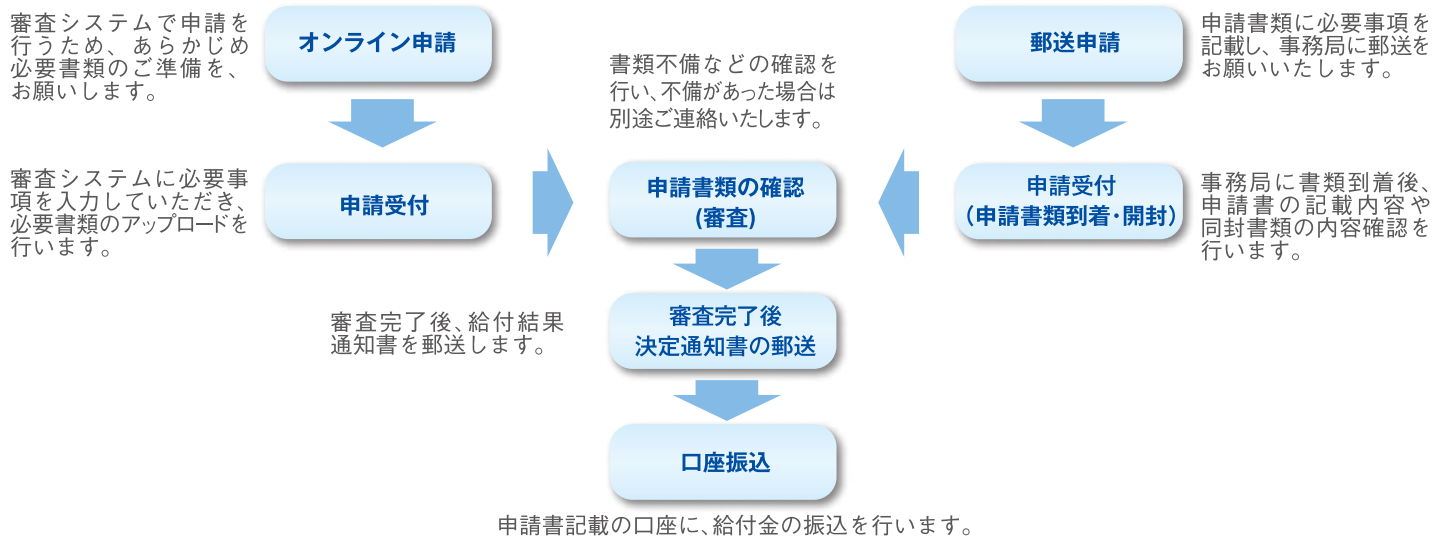 審査システムで申請を
行うため、あらかじめ
必要書類のご準備を、
お願いします。
オンライン申請
郵送申請
申請書類に必要事項を
記載し、事務局に郵送を
お願いいたします。
書類不備などの確認を
行い、不備があった場合は
別途ご連絡いたします。
審査システムに必要事
項を入力していただき、
必要書類のアップロードを
行います。
申請受付
申請書類の確認
(審査)
申請受付
（申請書類到着・開封）
事務局に書類到着後、
申請書の記載内容や
同封書類の内容確認を
行います。
審査完了後、給付結果
通知書を郵送します。
審査完了後
決定通知書の郵送
口座振込
申請書記載の口座に、給付金の振込を行います。